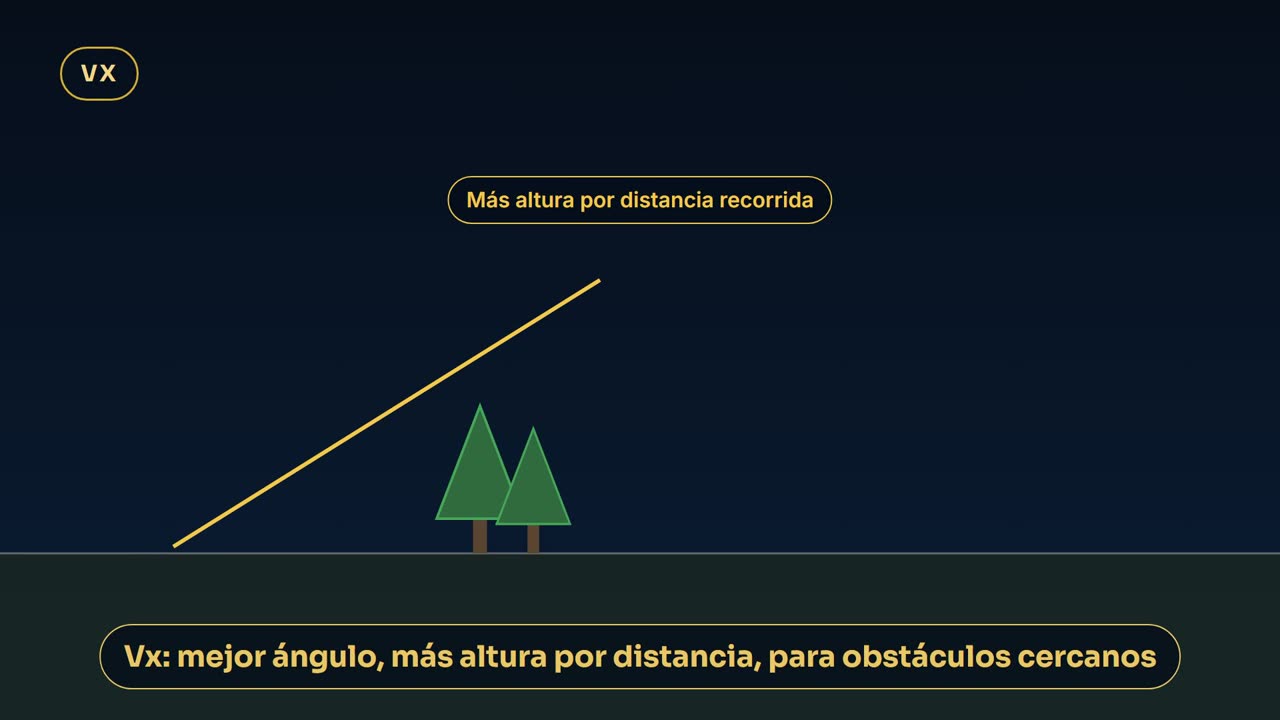 VX
Más altura por distancia recorrida
Vx: mejor ángulo, más altura por distancia, para obstáculos cercanos